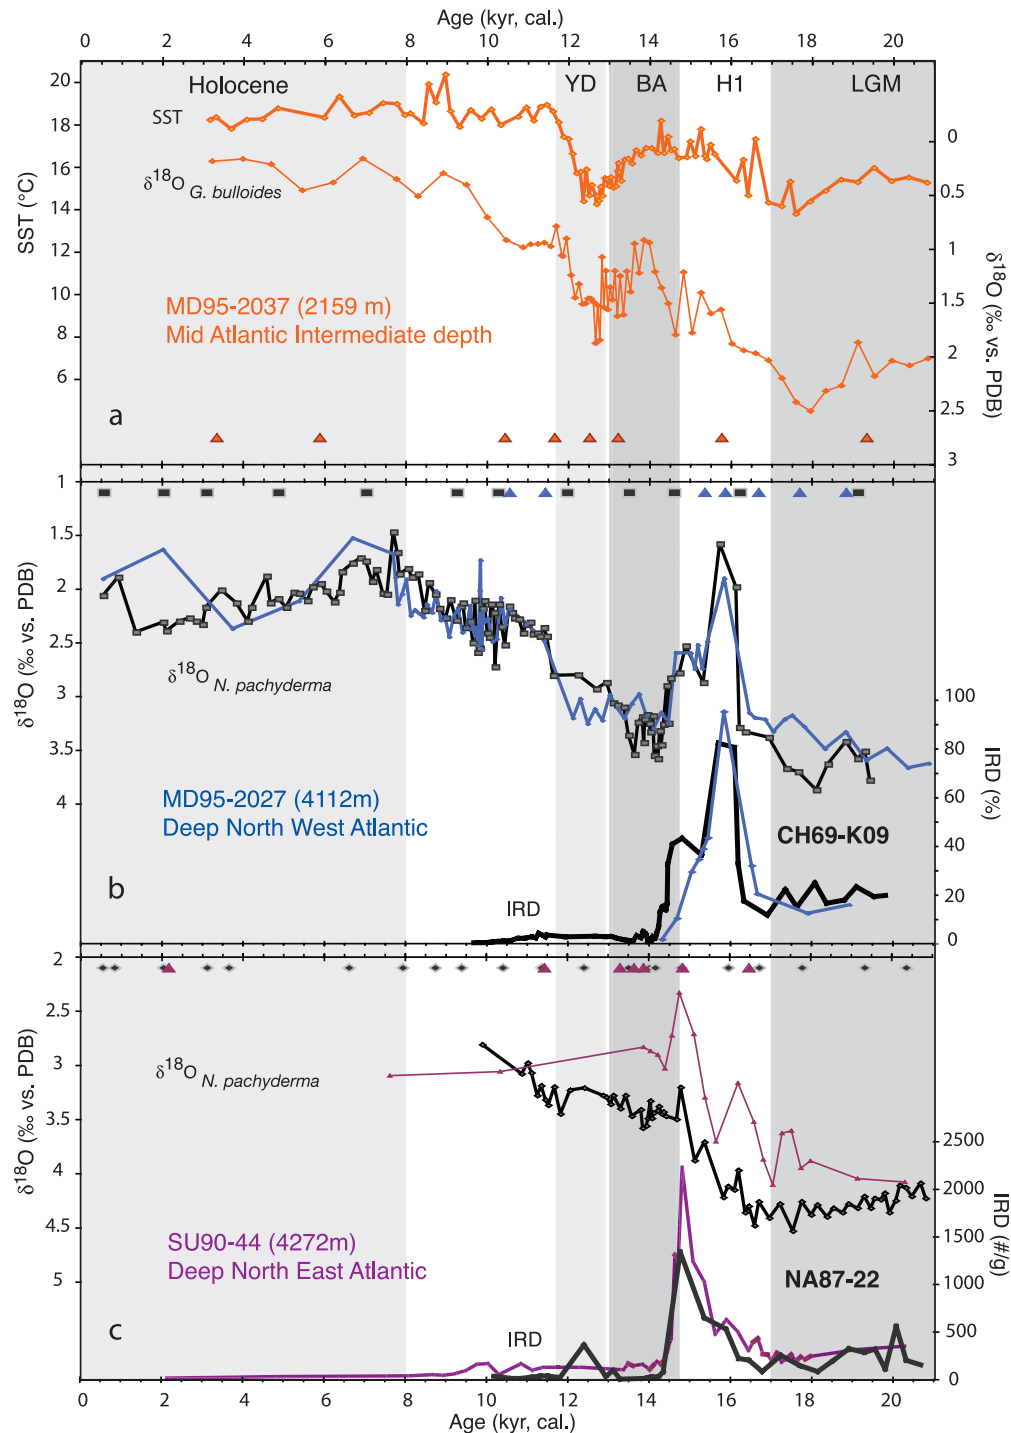 Age (kyr, cal.)
0 2 4 6 8 10 12 14 16 18 20
Holocene YD BA H1 LGM
SST
δ18O G. bulloides
SST (°C)
20
18
16
14
12
10
8
6
0
0.5
1
1.5
2
2.5
3
δ18O (‰ vs. PDB)
MD95-2037 (2159 m)
Mid Atlantic Intermediate depth
a
1
1.5
2
2.5
3
3.5
4
δ18O (‰ vs. PDB)
δ18O N. pachyderma
100
80
60
40
20
0
IRD (%)
MD95-2027 (4112m)
Deep North West Atlantic
CH69-K09
IRD
b
2
2.5
3
3.5
4
4.5
5
δ18O (‰ vs. PDB)
δ18O N. pachyderma
2500
2000
1500
1000
500
0
IRD (#/g)
SU90-44 (4272m)
Deep North East Atlantic
NA87-22
IRD
c
0 2 4 6 8 10 12 14 16 18 20
Age (kyr, cal.)